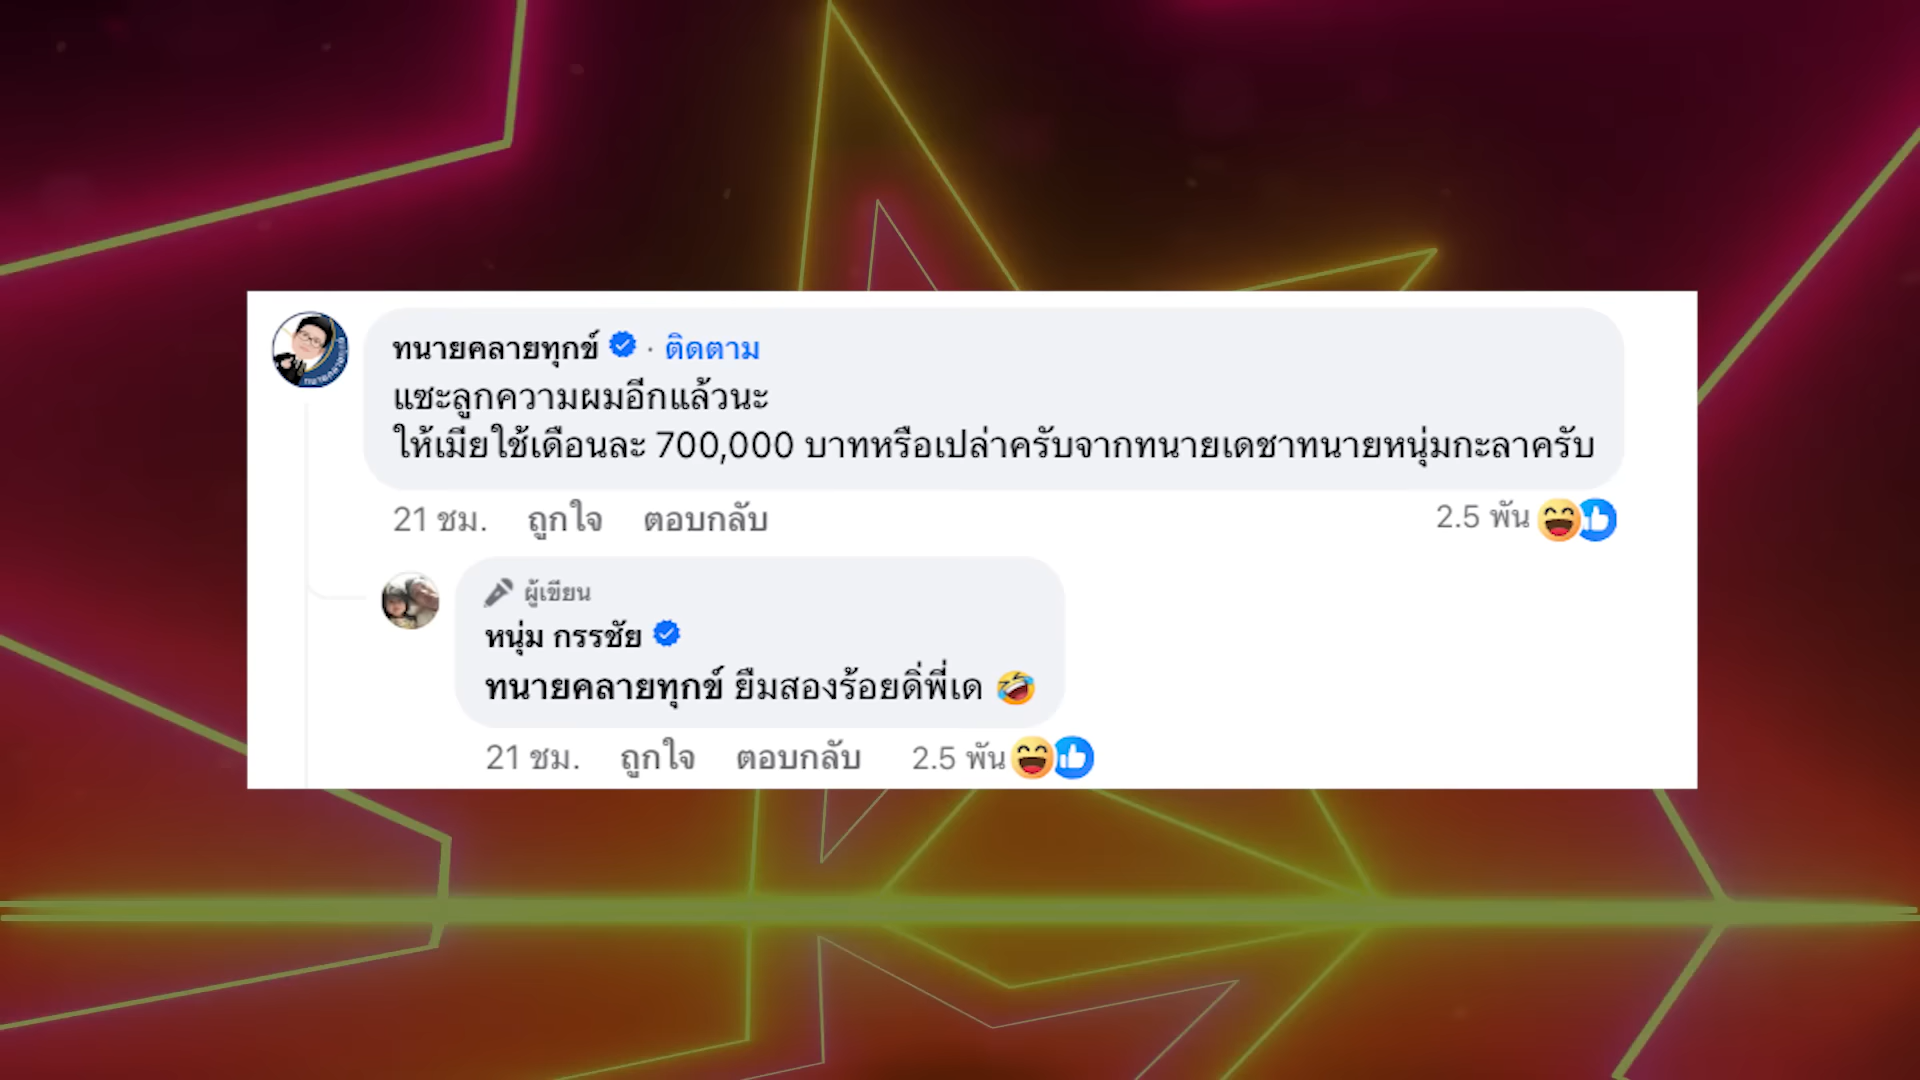 ทนายคลายทุกข์ · ติดตาม
แซะลูกความผมอีกแล้วนะ
ให้เมียใช้เดือนละ 700,000 บาทหรือเปล่าครับจากทนายเดชาทนายหนุ่มกะลาครับ
21 ชม. ถูกใจ ตอบกลับ 2.5 พัน
ผู้เขียน
หนุ่ม กรรชัย
ทนายคลายทุกข์ ยืมสองร้อยดิ่พี่เด 🤣
21 ชม. ถูกใจ ตอบกลับ 2.5 พัน